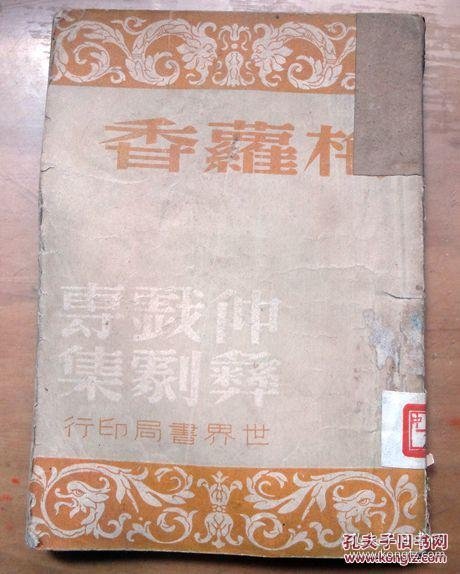 蘿香
仲彝
戲劇
專集
世界書局印行
中
孔夫子旧书网
www.kongfz.com